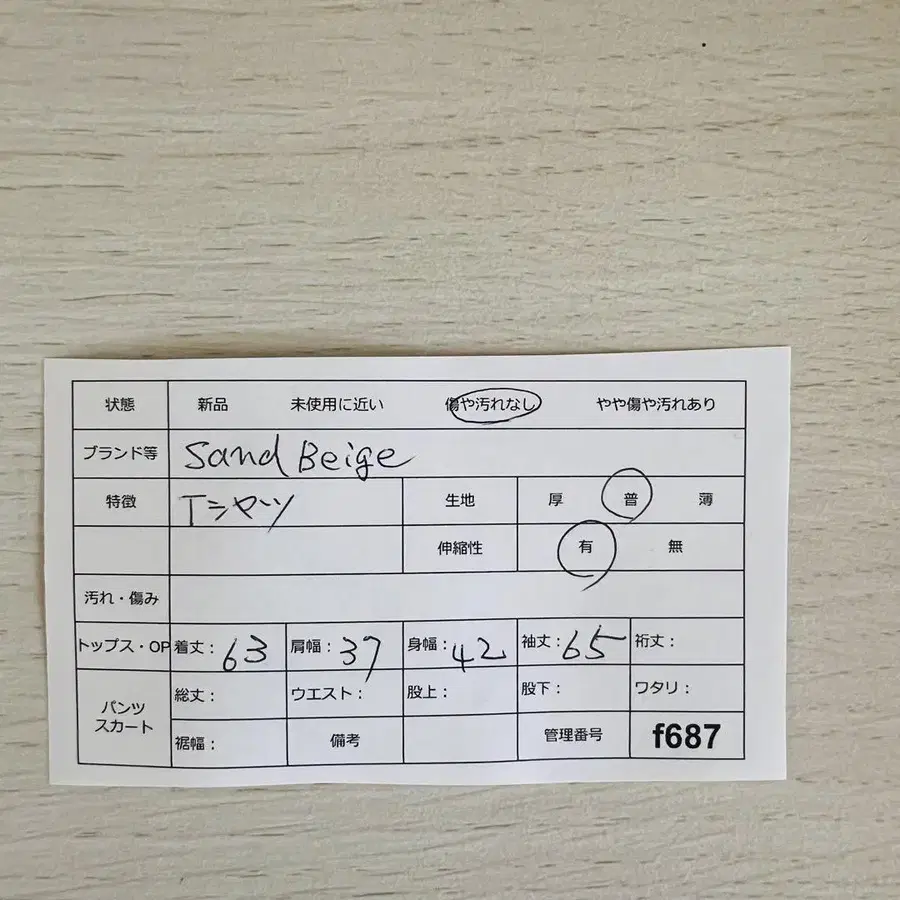 状態 新品 未使用に近い 傷や汚れなし やや傷や汚れあり
ブランド等 Sand Beige
特徴 Tシャツ 生地 厚 普 薄
伸縮性 有 無
汚れ・傷み
トップス・OP 着丈：63 肩幅：37 身幅：42 袖丈：65 裄丈：
パンツ スカート 総丈： ウエスト： 股上： 股下： ワタリ：
裾幅： 備考 管理番号 f687